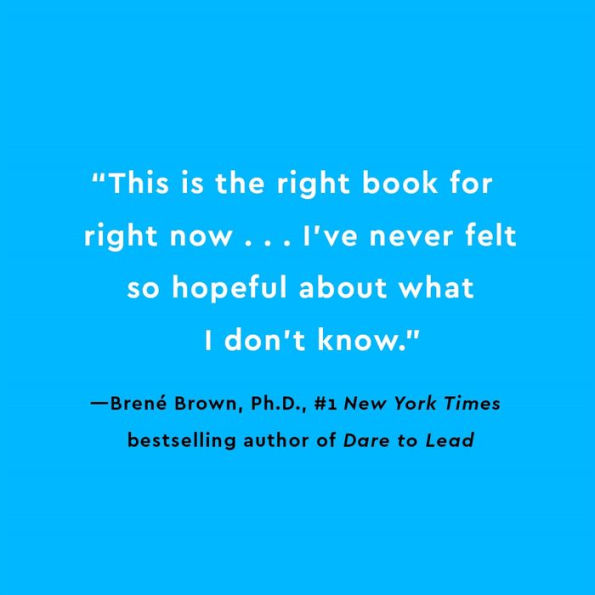 “This is the right book for
right now . . . I’ve never felt
so hopeful about what
I don’t know.”
—Brené Brown, Ph.D., #1 New York Times
bestselling author of Dare to Lead